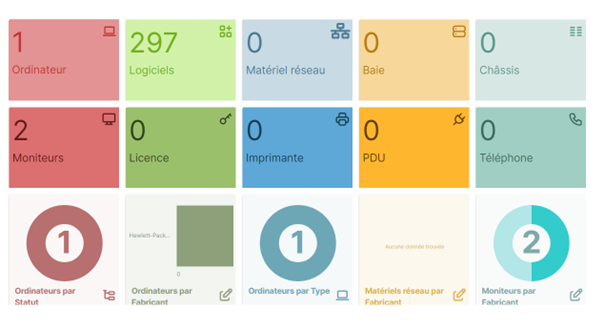 1
Ordinateur
297
Logiciels
0
Matériel réseau
0
Baie
0
Châssis
2
Moniteurs
0
Licence
0
Imprimante
0
PDU
0
Téléphone
1
Ordinateurs par
Statut
Hewlett-Pack...
0
Ordinateurs par
Fabricant
1
Ordinateurs par Type
Aucune donnée trouvée
Matériels réseau par
Fabricant
2
Moniteurs par
Fabricant